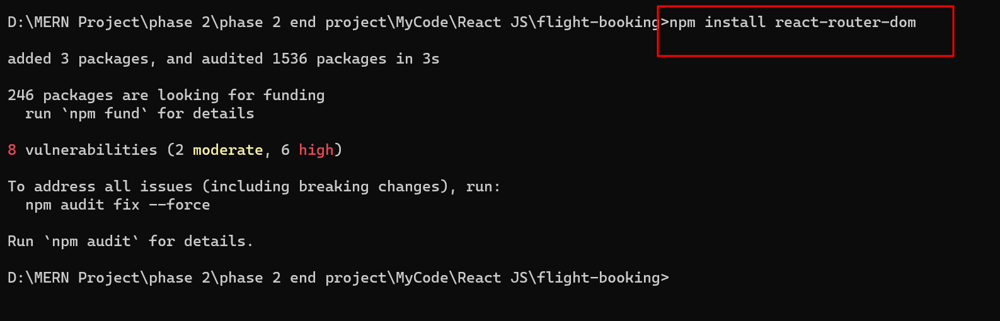 D:\MERN Project\phase 2\phase 2 end project\MyCode\React JS\flight-booking>npm install react-router-dom
added 3 packages, and audited 1536 packages in 3s
246 packages are looking for funding
  run `npm fund` for details
8 vulnerabilities (2 moderate, 6 high)
To address all issues (including breaking changes), run:
  npm audit fix --force
Run `npm audit` for details.
D:\MERN Project\phase 2\phase 2 end project\MyCode\React JS\flight-booking>